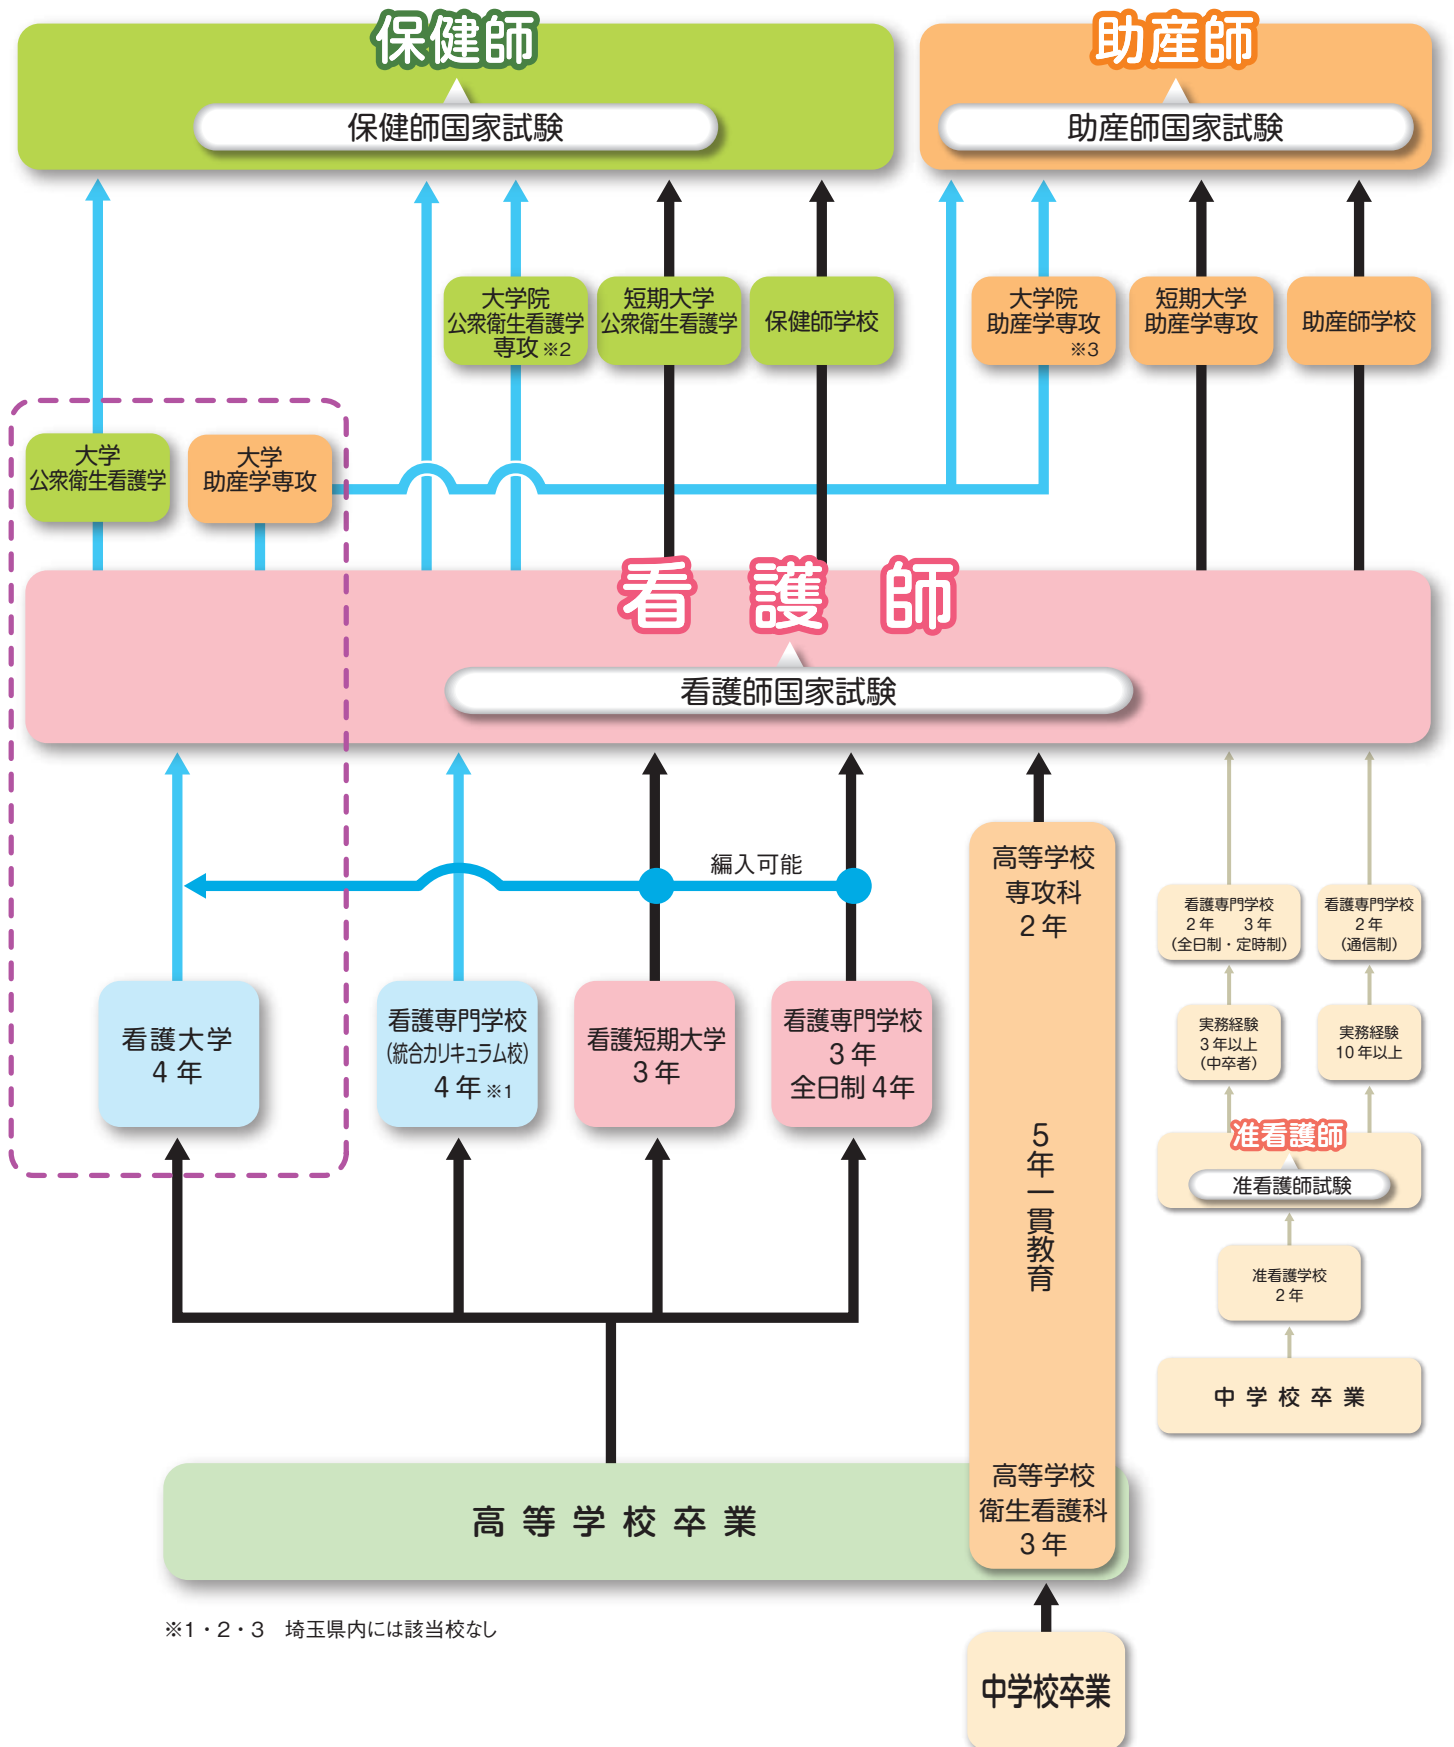 保健師
保健師国家試験
助産師
助産師国家試験
大学院
公衆衛生看護学
専攻 ※2
短期大学
公衆衛生看護学
保健師学校
大学院
助産学専攻
※3
短期大学
助産学専攻
助産師学校
大学
公衆衛生看護学
大学
助産学専攻
看護師
看護師国家試験
編入可能
看護大学
4 年
看護専門学校
(統合カリキュラム校)
4 年 ※1
看護短期大学
3 年
看護専門学校
3 年
全日制 4年
高等学校
専攻科
2 年
5年一貫教育
高等学校
衛生看護科
3 年
看護専門学校
2 年 3 年
(全日制・定時制)
看護専門学校
2 年
(通信制)
実務経験
3 年以上
(中卒者)
実務経験
10 年以上
准看護師
准看護師試験
准看護学校
2 年
中学校卒業
高等学校卒業
※1・2・3 埼玉県内には該当校なし
中学校卒業